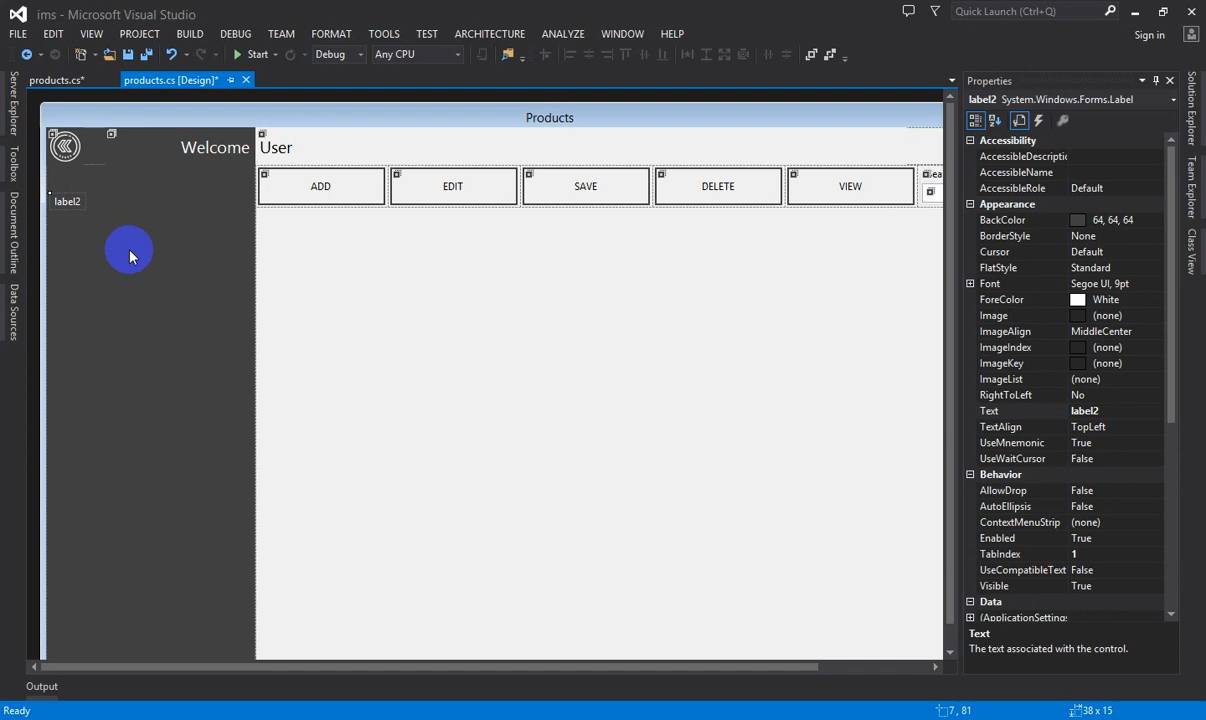 ims - Microsoft Visual Studio
Quick Launch (Ctrl+Q)
FILE EDIT VIEW PROJECT BUILD DEBUG TEAM FORMAT TOOLS TEST ARCHITECTURE ANALYZE WINDOW HELP
Sign in
Start Debug Any CPU
products.cs*
products.cs [Design]*
Server Explorer
Toolbox
Document Outline
Data Sources
Products
Welcome User
ADD EDIT SAVE DELETE VIEW
label2
Properties
label2 System.Windows.Forms.Label
Accessibility
AccessibleDescriptic
AccessibleName
AccessibleRole Default
Appearance
BackColor 64, 64, 64
BorderStyle None
Cursor Default
FlatStyle Standard
Font Segoe UI, 9pt
ForeColor White
Image (none)
ImageAlign MiddleCenter
ImageIndex (none)
ImageKey (none)
ImageList (none)
RightToLeft No
Text label2
TextAlign TopLeft
UseMnemonic True
UseWaitCursor False
Behavior
AllowDrop False
AutoEllipsis False
ContextMenuStrip (none)
Enabled True
TabIndex 1
UseCompatibleText False
Visible True
Data
(ApplicationSetting:
Text
The text associated with the control.
Solution Explorer
Team Explorer
Class View
Output
Ready
7 , 81
38 x 15